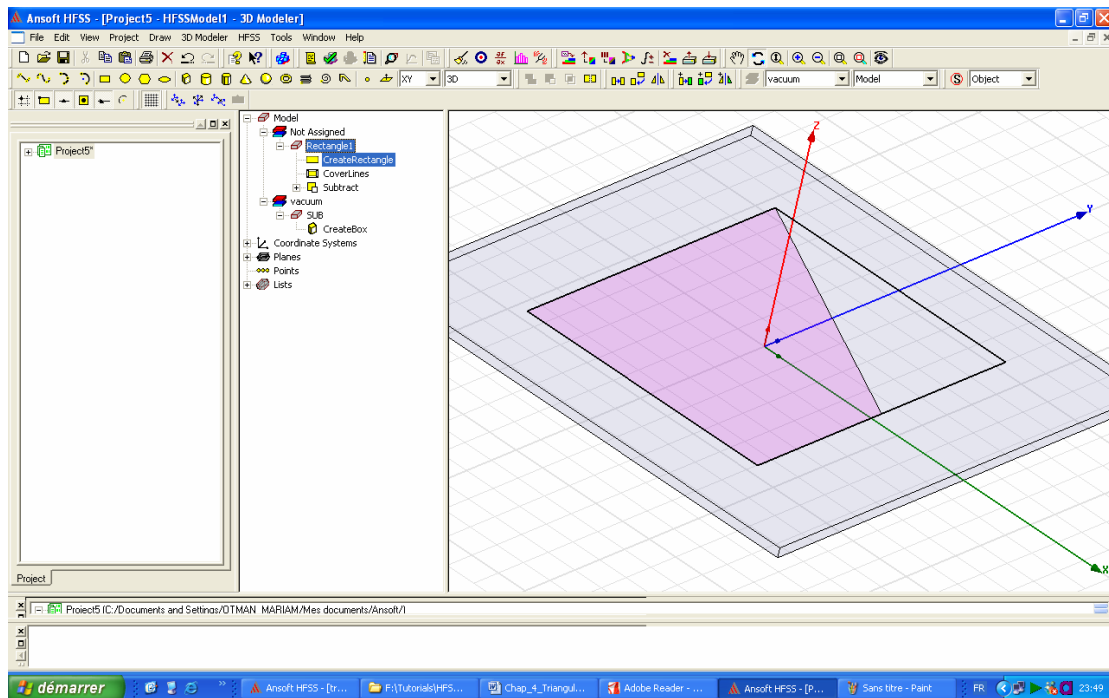 Ansoft HFSS - [Project5 - HFSSModel1 - 3D Modeler]
File Edit View Project Draw 3D Modeler HFSS Tools Window Help
XY 3D vacuum Model Object
Project5*
Project
Model
Not Assigned
Rectangle1
CreateRectangle
CoverLines
Subtract
vacuum
SUB
CreateBox
Coordinate Systems
Planes
Points
Lists
Z
Y
X
Project5 (C:/Documents and Settings/OTMAN MARIAM/Mes documents/Ansoft/)
démarrer
Ansoft HFSS - [tr...
F:\Tutorials\HFS...
Chap_4_Triangul...
Adobe Reader - ...
Ansoft HFSS - [P...
Sans titre - Paint
FR
23:49